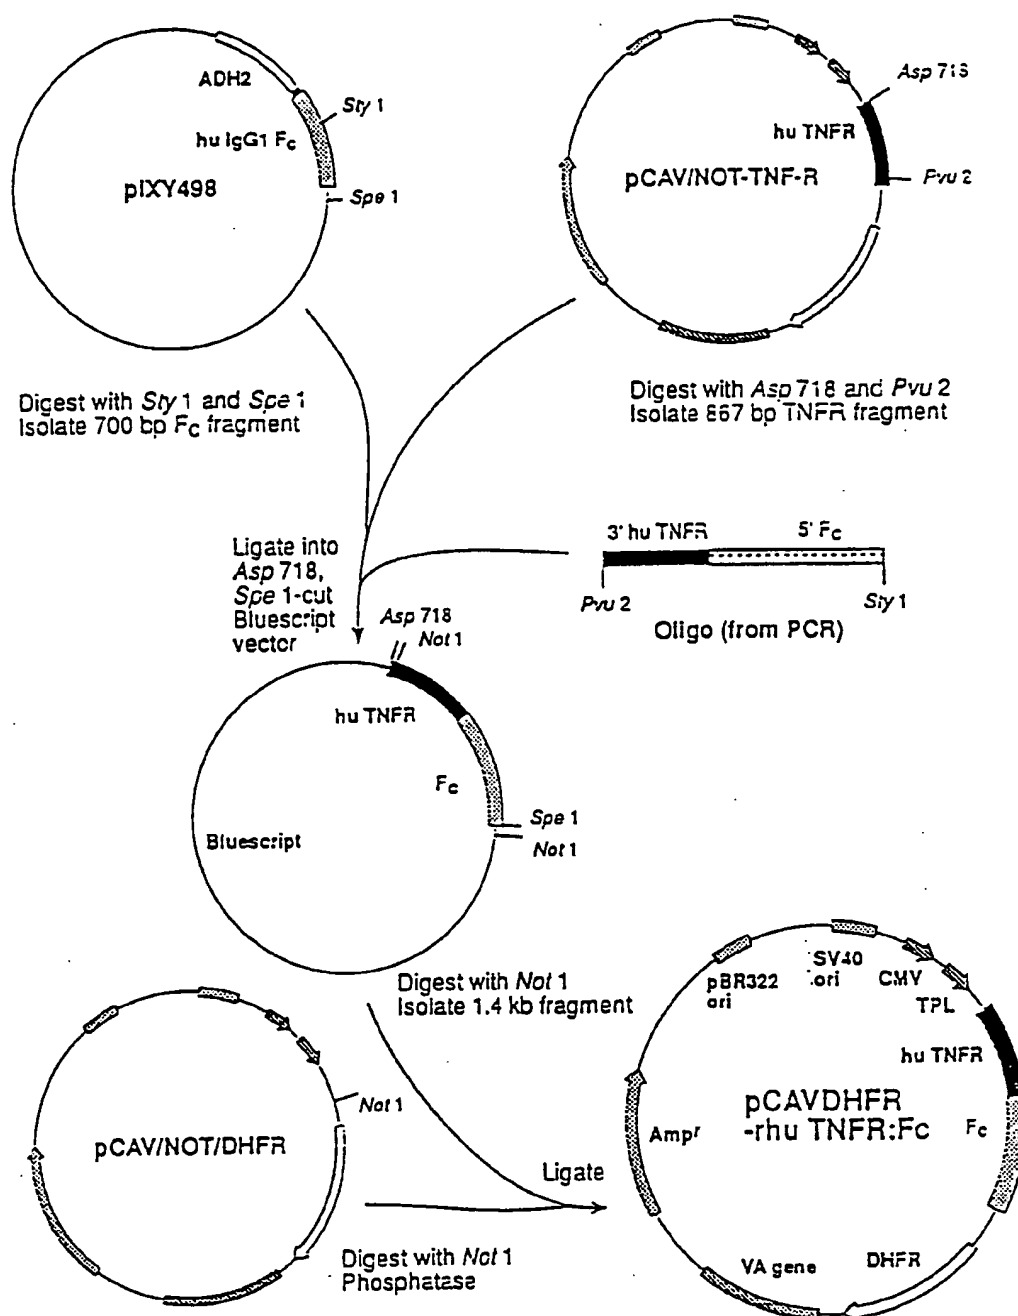 ADH2
Sty 1
hu IgG1 Fc
pIXY498
Spe 1
Asp 718
hu TNFR
pCAV/NOT-TNF-R
Pvu 2
Digest with Sty 1 and Spe 1
Isolate 700 bp Fc fragment
Digest with Asp 718 and Pvu 2
Isolate 867 bp TNFR fragment
3' hu TNFR
5' Fc
Pvu 2
Sty 1
Oligo (from PCR)
Ligate into
Asp 718,
Spe 1-cut
Bluescript
vector
Asp 718
Not 1
hu TNFR
Fc
Bluescript
Spe 1
Not 1
Digest with Not 1
Isolate 1.4 kb fragment
Not 1
pCAV/NOT/DHFR
Digest with Not 1
Phosphatase
Ligate
pBR322
ori
SV40
ori
CMV
TPL
hu TNFR
Fc
pCAVDHFR
-rhu TNFR:Fc
Ampr
VA gene
DHFR